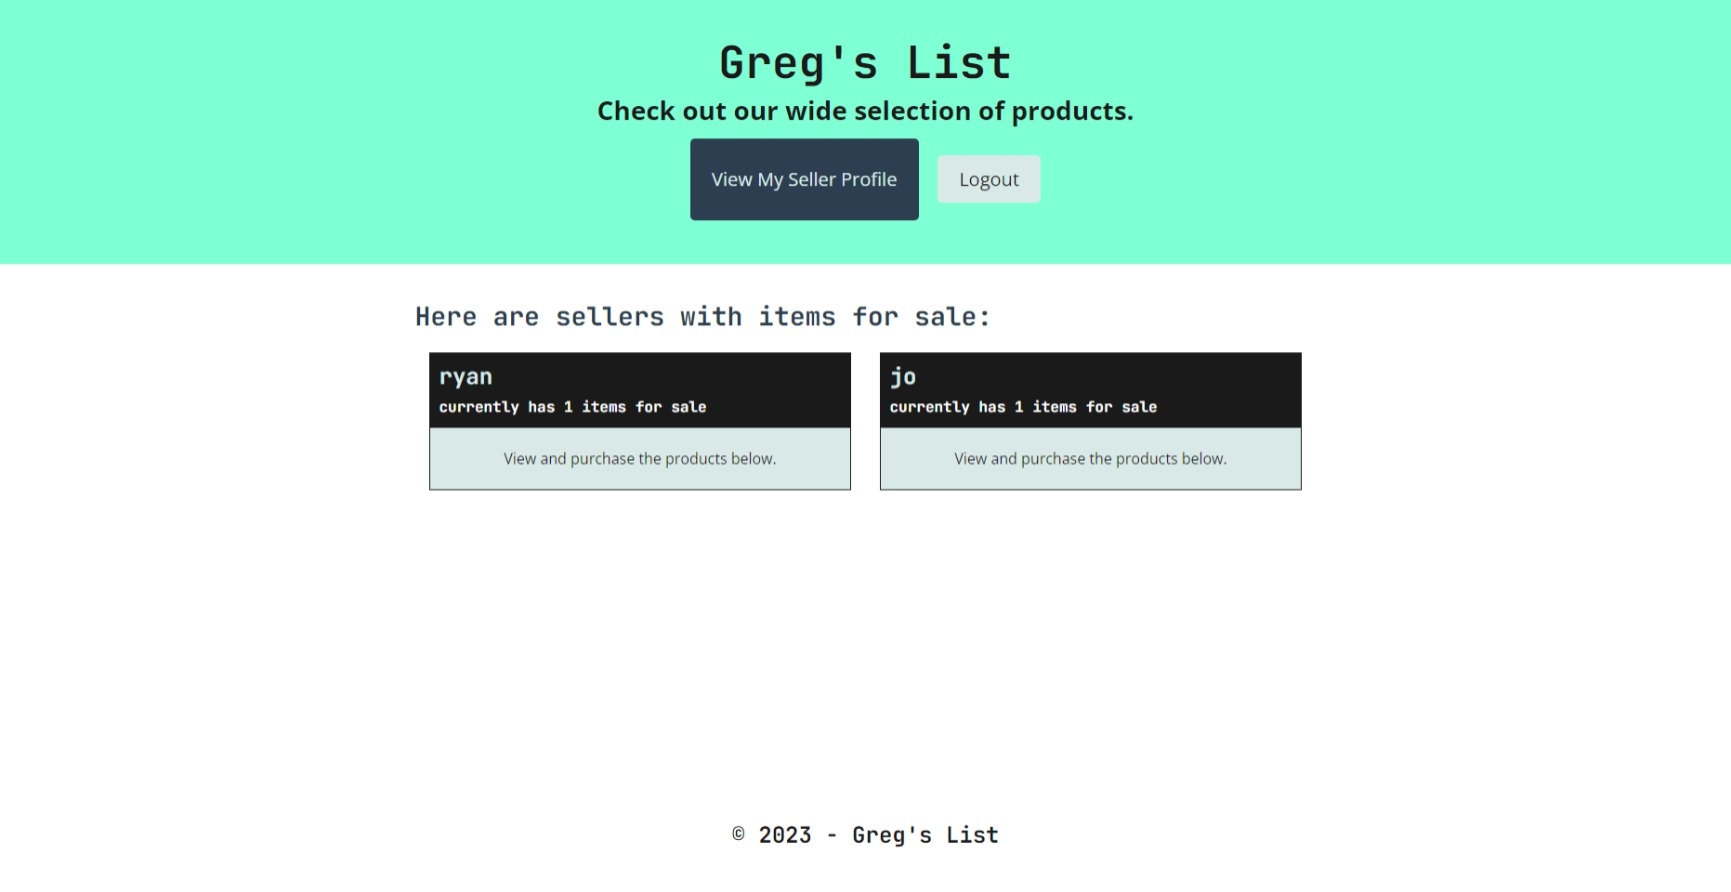 Greg's List
Check out our wide selection of products.
View My Seller Profile
Logout
Here are sellers with items for sale:
ryan
currently has 1 items for sale
View and purchase the products below.
jo
currently has 1 items for sale
View and purchase the products below.
© 2023 - Greg's List